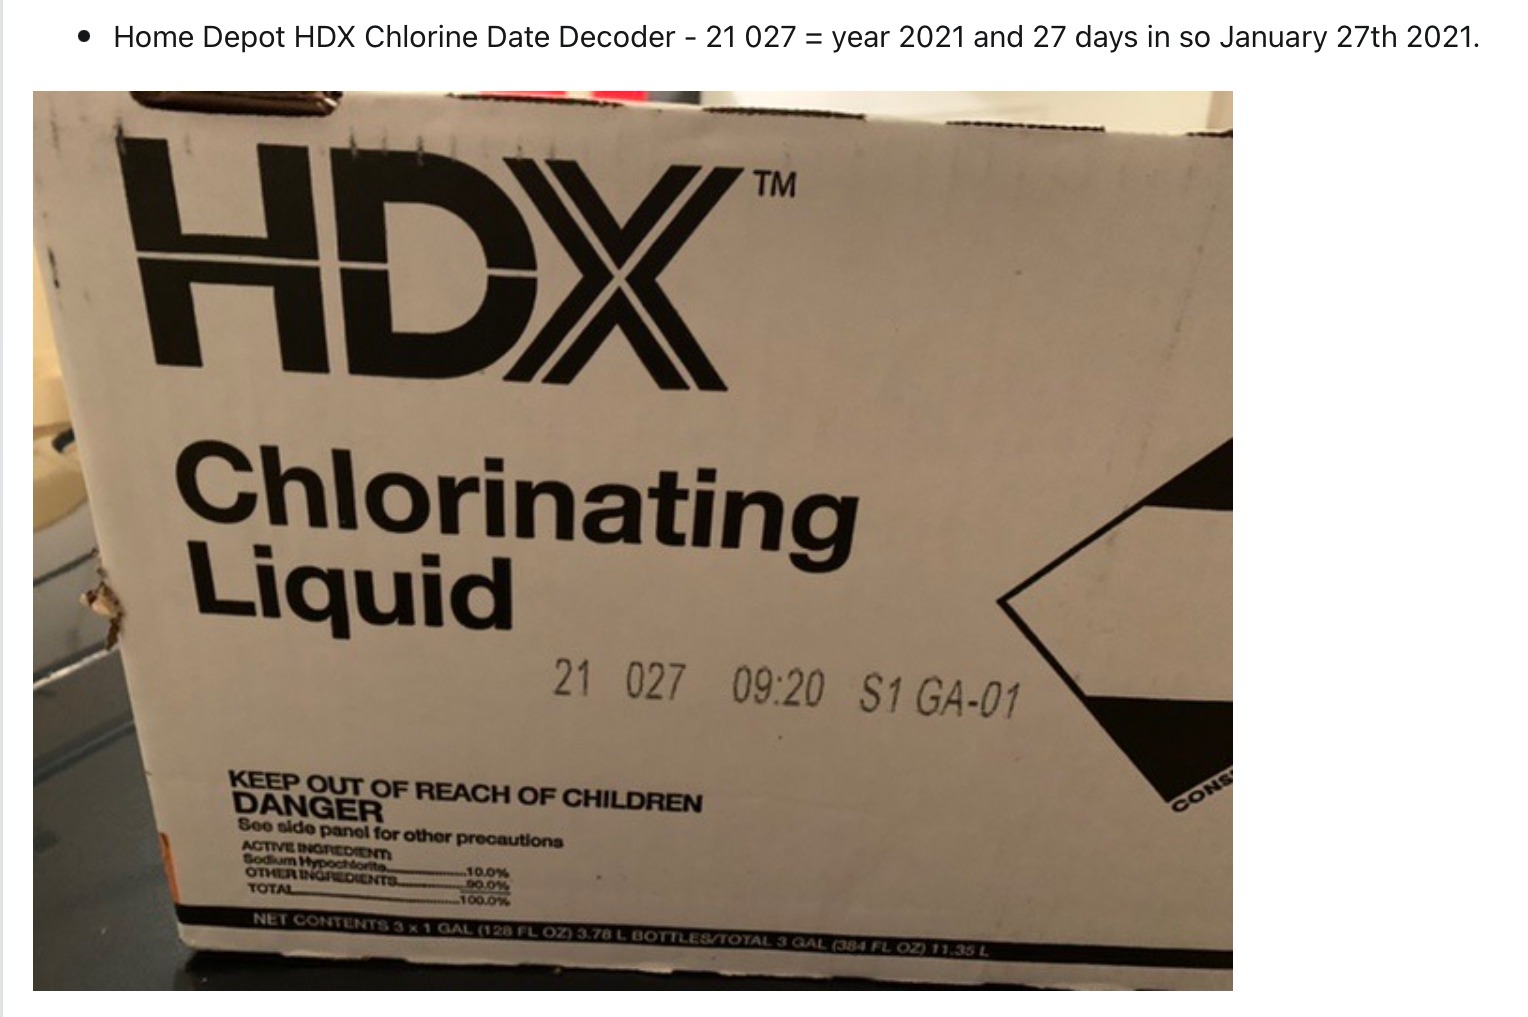 Home Depot HDX Chlorine Date Decoder - 21 027 = year 2021 and 27 days in so January 27th 2021.
HDX™
Chlorinating
Liquid
21 027 09:20 S1 GA-01
KEEP OUT OF REACH OF CHILDREN
DANGER
See side panel for other precautions
ACTIVE INGREDIENT:
Sodium Hypochlorite..................10.0%
OTHER INGREDIENTS..................90.0%
TOTAL..................100.0%
NET CONTENTS 3 x 1 GAL (128 FL OZ) 3.78 L BOTTLES/TOTAL 3 GAL (384 FL OZ) 11.35 L